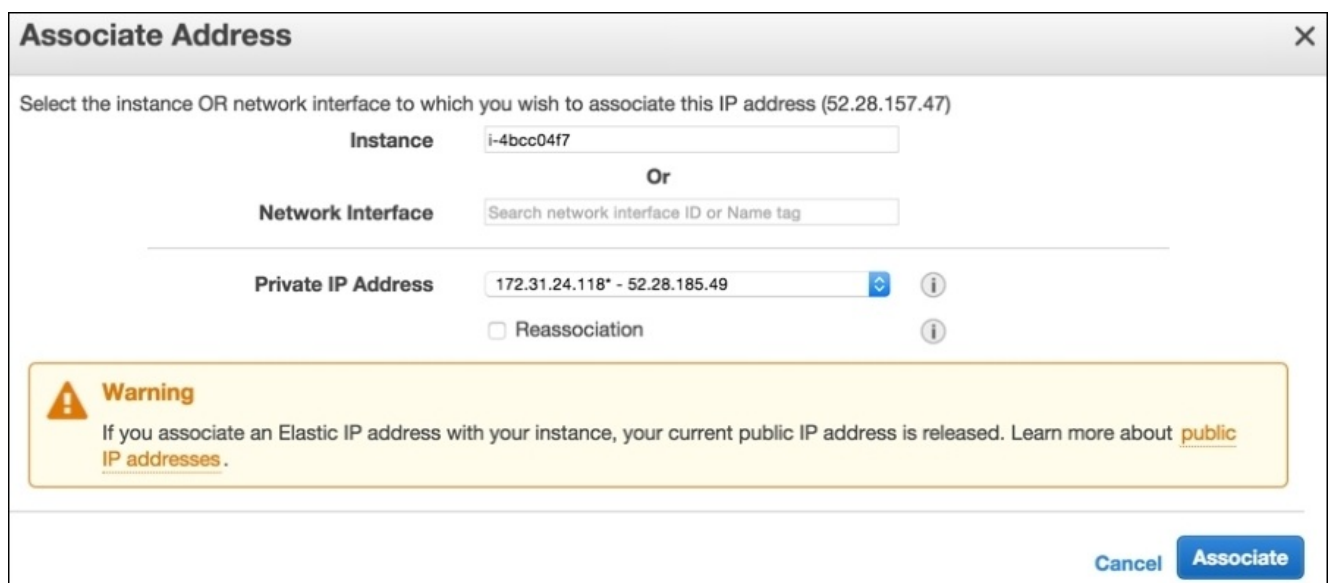 Associate Address
Select the instance OR network interface to which you wish to associate this IP address (52.28.157.47)
Instance i-4bcc04f7
Or
Network Interface Search network interface ID or Name tag
Private IP Address 172.31.24.118* - 52.28.185.49
Reassociation
Warning
If you associate an Elastic IP address with your instance, your current public IP address is released. Learn more about public
IP addresses.
Cancel Associate